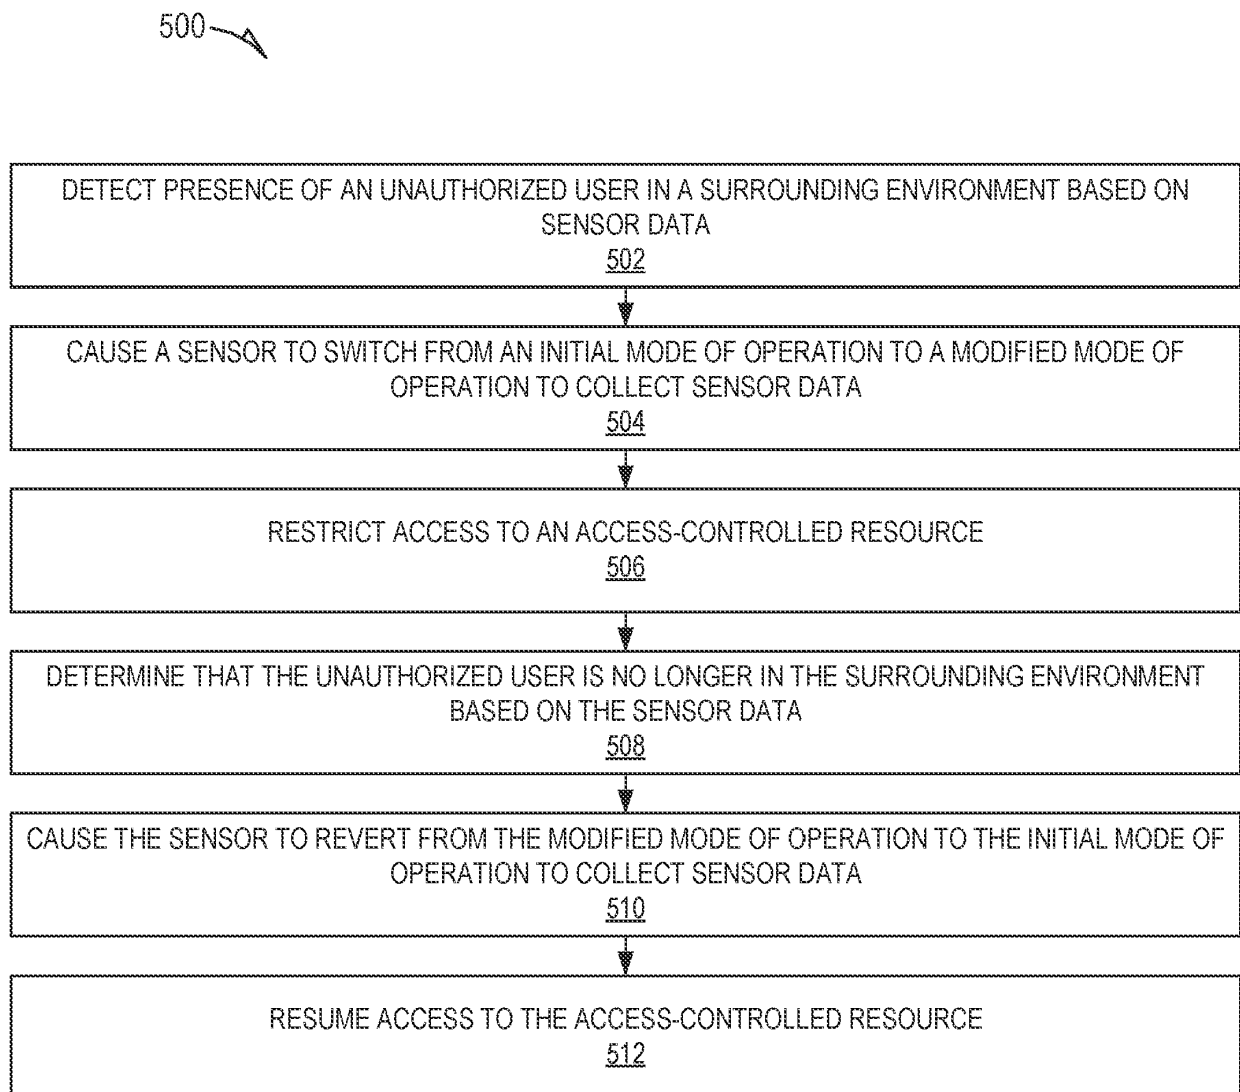 500
DETECT PRESENCE OF AN UNAUTHORIZED USER IN A SURROUNDING ENVIRONMENT BASED ON
SENSOR DATA
502
CAUSE A SENSOR TO SWITCH FROM AN INITIAL MODE OF OPERATION TO A MODIFIED MODE OF
OPERATION TO COLLECT SENSOR DATA
504
RESTRICT ACCESS TO AN ACCESS-CONTROLLED RESOURCE
506
DETERMINE THAT THE UNAUTHORIZED USER IS NO LONGER IN THE SURROUNDING ENVIRONMENT
BASED ON THE SENSOR DATA
508
CAUSE THE SENSOR TO REVERT FROM THE MODIFIED MODE OF OPERATION TO THE INITIAL MODE OF
OPERATION TO COLLECT SENSOR DATA
510
RESUME ACCESS TO THE ACCESS-CONTROLLED RESOURCE
512